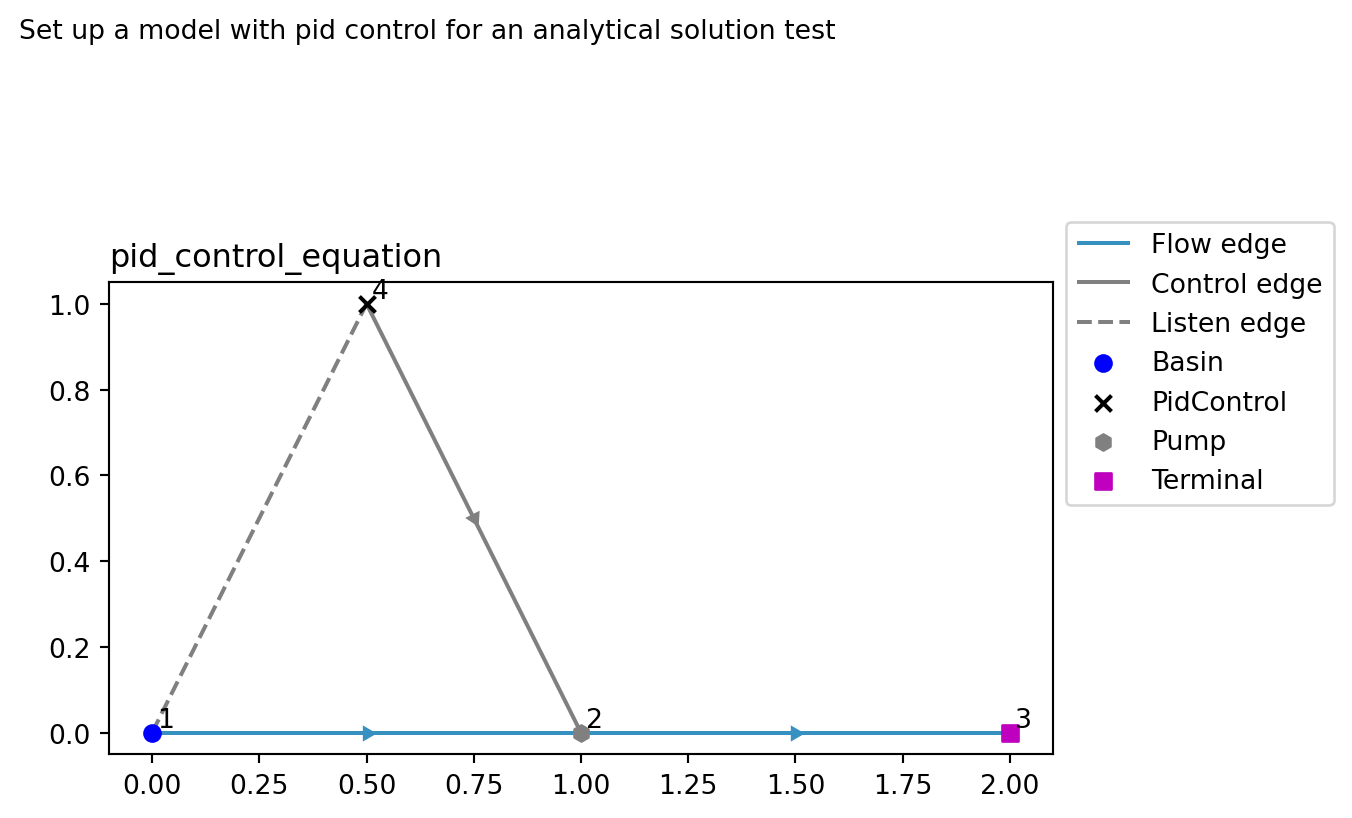 Set up a model with pid control for an analytical solution test
pid_control_equation
Flow edge
Control edge
Listen edge
Basin
PidControl
Pump
Terminal
1.0
0.8
0.6
0.4
0.2
0.0
4
1
2
3
0.00 0.25 0.50 0.75 1.00 1.25 1.50 1.75 2.00